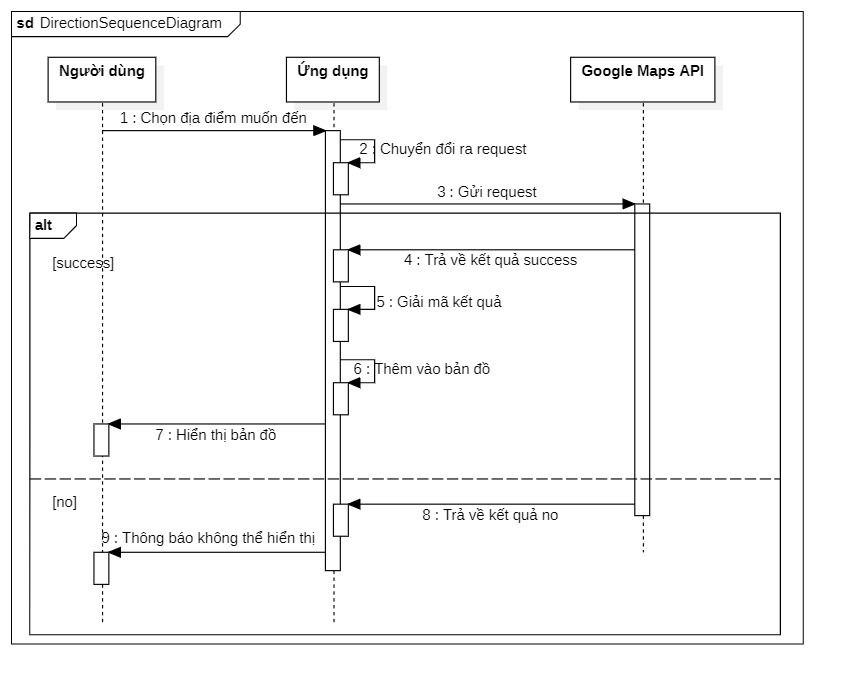 sd DirectionSequenceDiagram
Người dùng
Ứng dụng
Google Maps API
1 : Chọn địa điểm muốn đến
2 : Chuyển đổi ra request
3 : Gửi request
alt
[success]
4 : Trả về kết quả success
5 : Giải mã kết quả
6 : Thêm vào bản đồ
7 : Hiển thị bản đồ
[no]
8 : Trả về kết quả no
9 : Thông báo không thể hiển thị